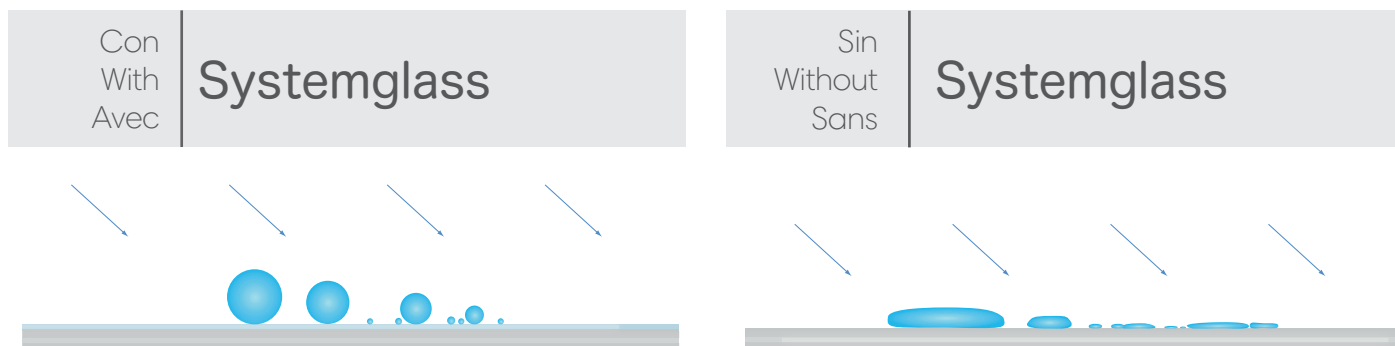 Con
With
Avec
Systemglass
Sin
Without
Sans
Systemglass